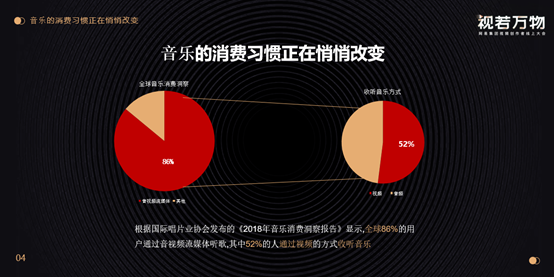 音乐的消费习惯正在悄悄改变
视若万物
音乐的消费习惯正在悄悄改变
全球音乐消费洞察
收听音乐方式
86%
52%
音视频流媒体 其他
视频 音频
根据国际唱片业协会发布的《2018年音乐消费洞察报告》显示,全球86%的用
户通过音视频流媒体听歌,其中52%的人通过视频的方式收听音乐
04